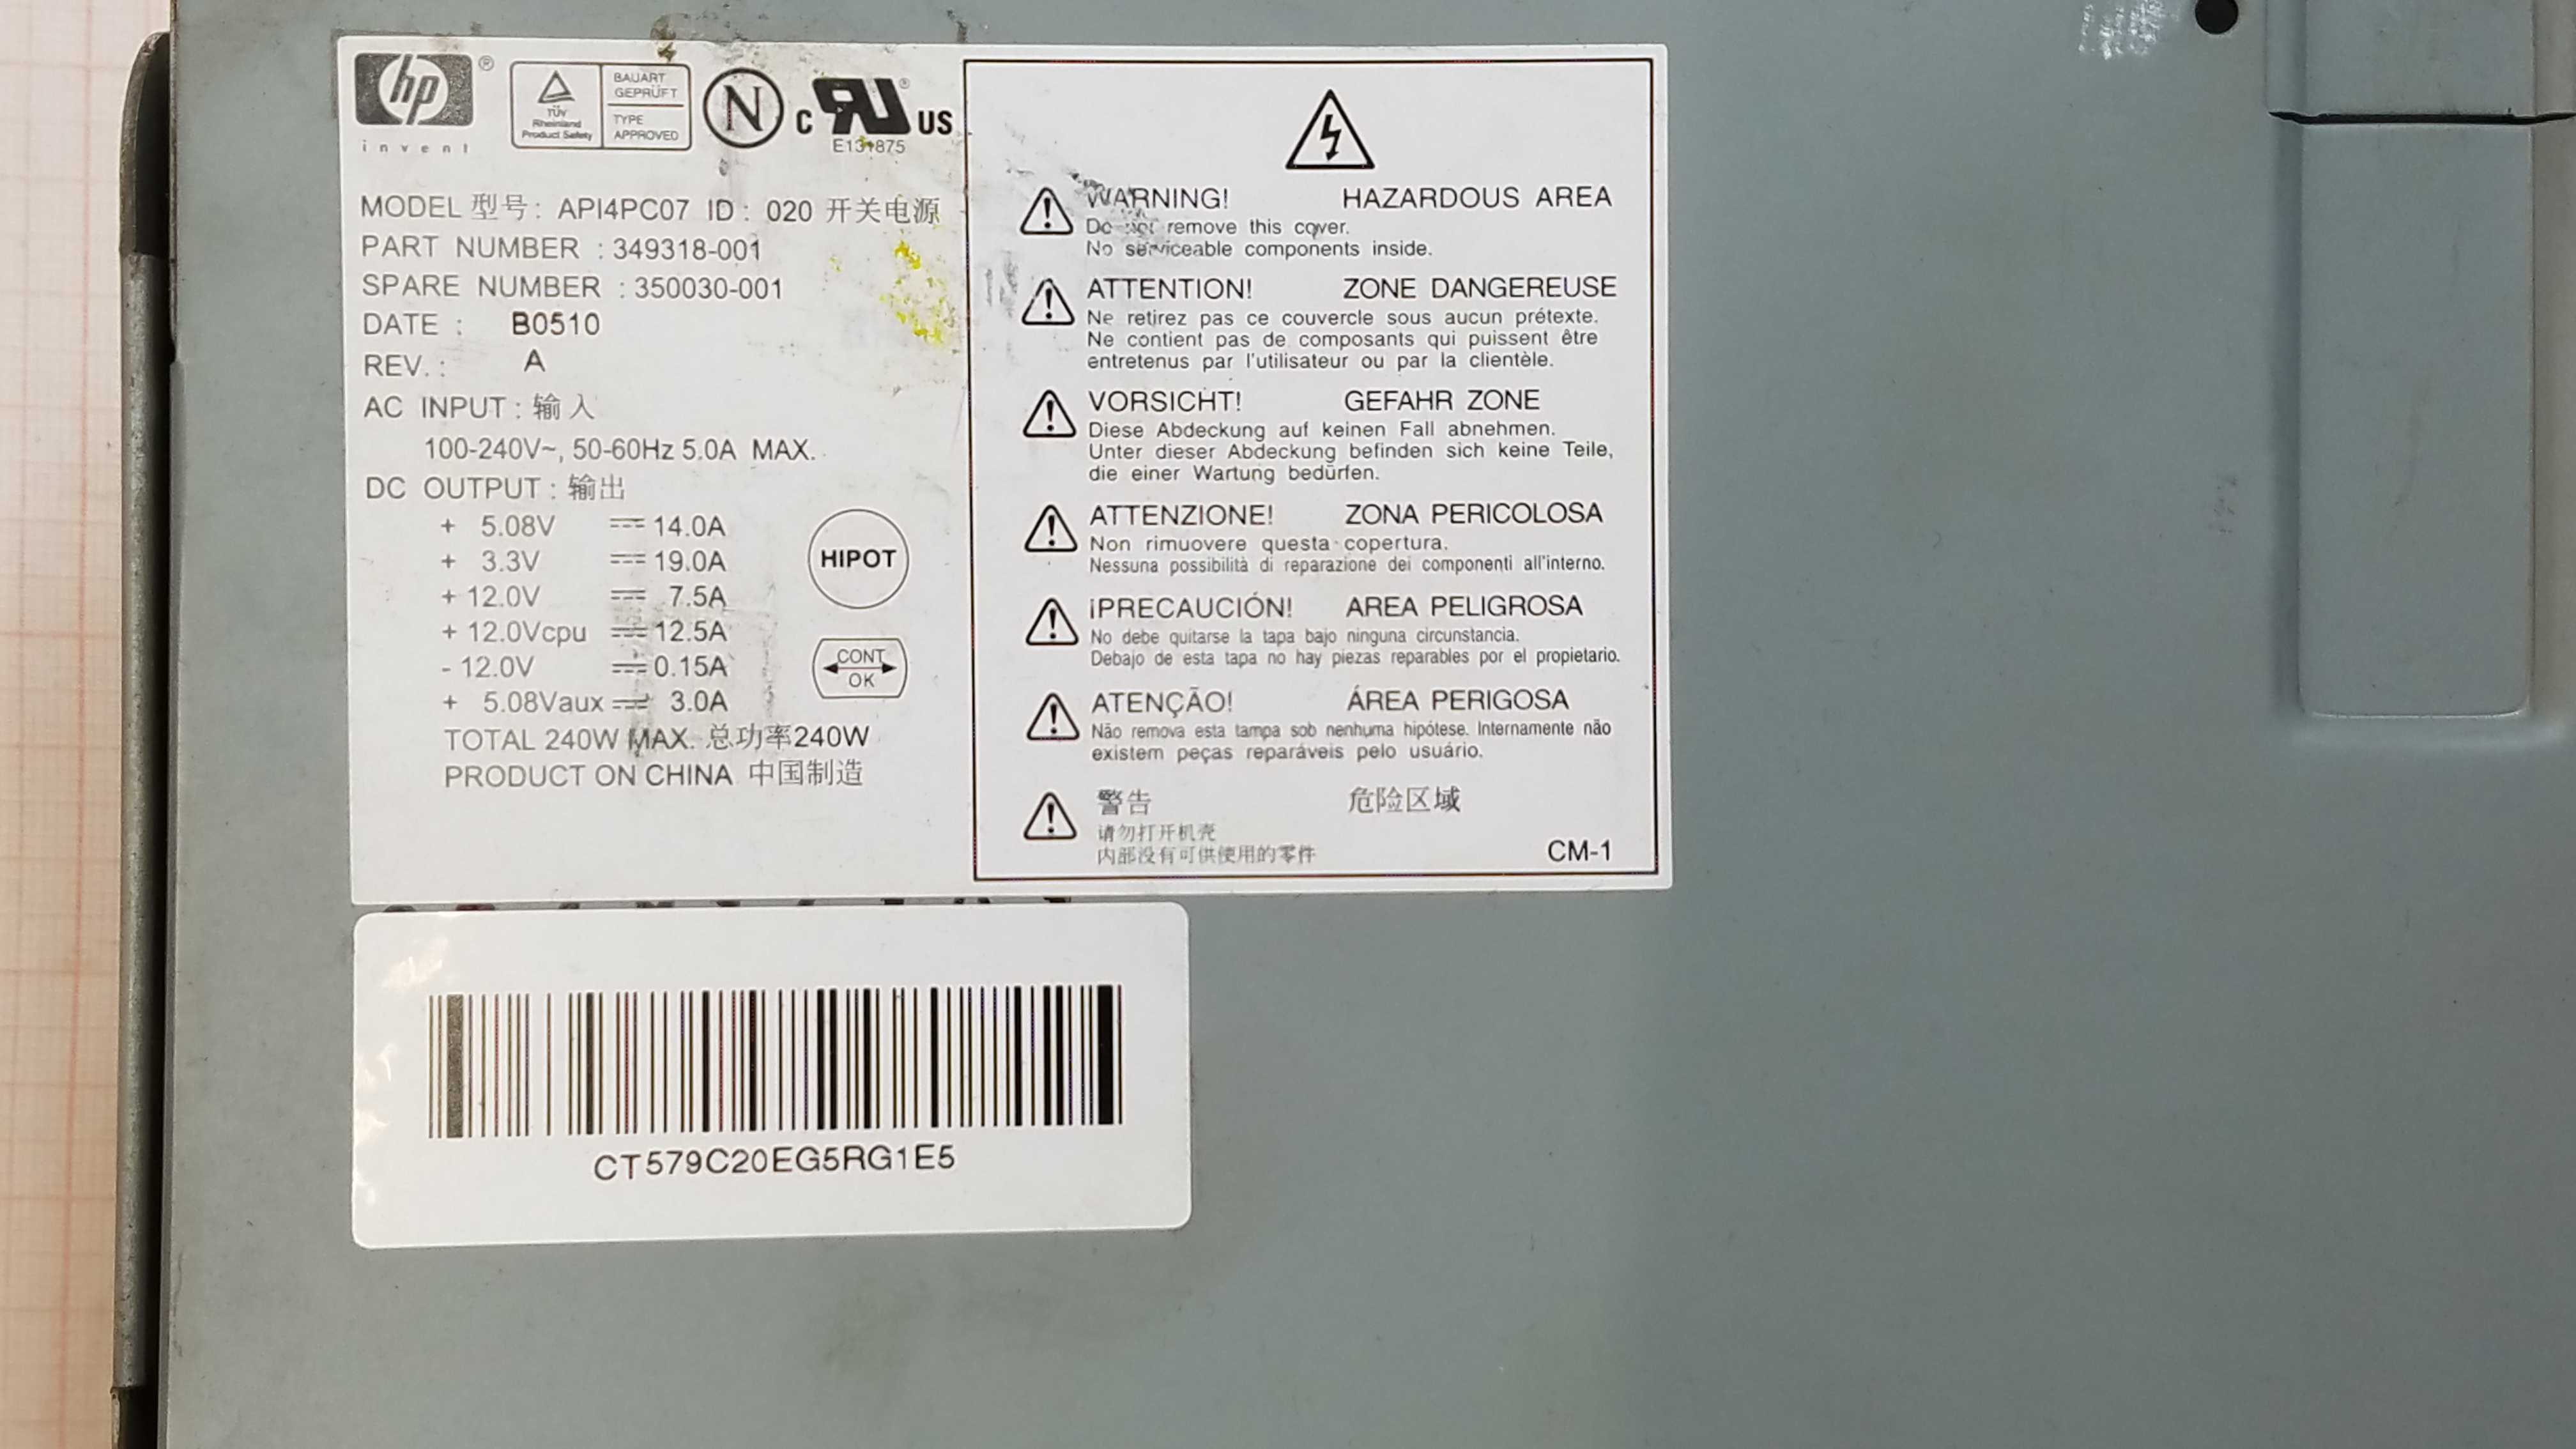 hp ®
invent
TÜV
Rheinland
Product Safety
BAUART
GEPRÜFT
TYPE
APPROVED
N
C RU ® US
E131875
MODEL 型号: API4PC07 ID: 020 开关电源
PART NUMBER : 349318-001
SPARE NUMBER : 350030-001
DATE : B0510
REV. : A
AC INPUT : 输入
100-240V~, 50-60Hz 5.0A MAX.
DC OUTPUT : 输出
+ 5.08V ⎓ 14.0A
+ 3.3V ⎓ 19.0A
+ 12.0V ⎓ 7.5A
+ 12.0Vcpu ⎓ 12.5A
- 12.0V ⎓ 0.15A
+ 5.08Vaux ⎓ 3.0A
TOTAL 240W MAX. 总功率240W
PRODUCT ON CHINA 中国制造
HIPOT
CONT
OK
WARNING! HAZARDOUS AREA
Do not remove this cover.
No serviceable components inside.
ATTENTION! ZONE DANGEREUSE
Ne retirez pas ce couvercle sous aucun prétexte.
Ne contient pas de composants qui puissent être
entretenus par l'utilisateur ou par la clientèle.
VORSICHT! GEFAHR ZONE
Diese Abdeckung auf keinen Fall abnehmen.
Unter dieser Abdeckung befinden sich keine Teile,
die einer Wartung bedürfen.
ATTENZIONE! ZONA PERICOLOSA
Non rimuovere questa copertura.
Nessuna possibilità di reparazione dei componenti all'interno.
¡PRECAUCIÓN! AREA PELIGROSA
No debe quitarse la tapa bajo ninguna circunstancia.
Debajo de esta tapa no hay piezas reparables por el propietario.
ATENÇÃO! ÁREA PERIGOSA
Não remova esta tampa sob nenhuma hipótese. Internamente não
existem peças reparáveis pelo usuário.
警告 危险区域
请勿打开机壳
内部没有可供使用的零件
CM-1
CT579C20EG5RG1E5